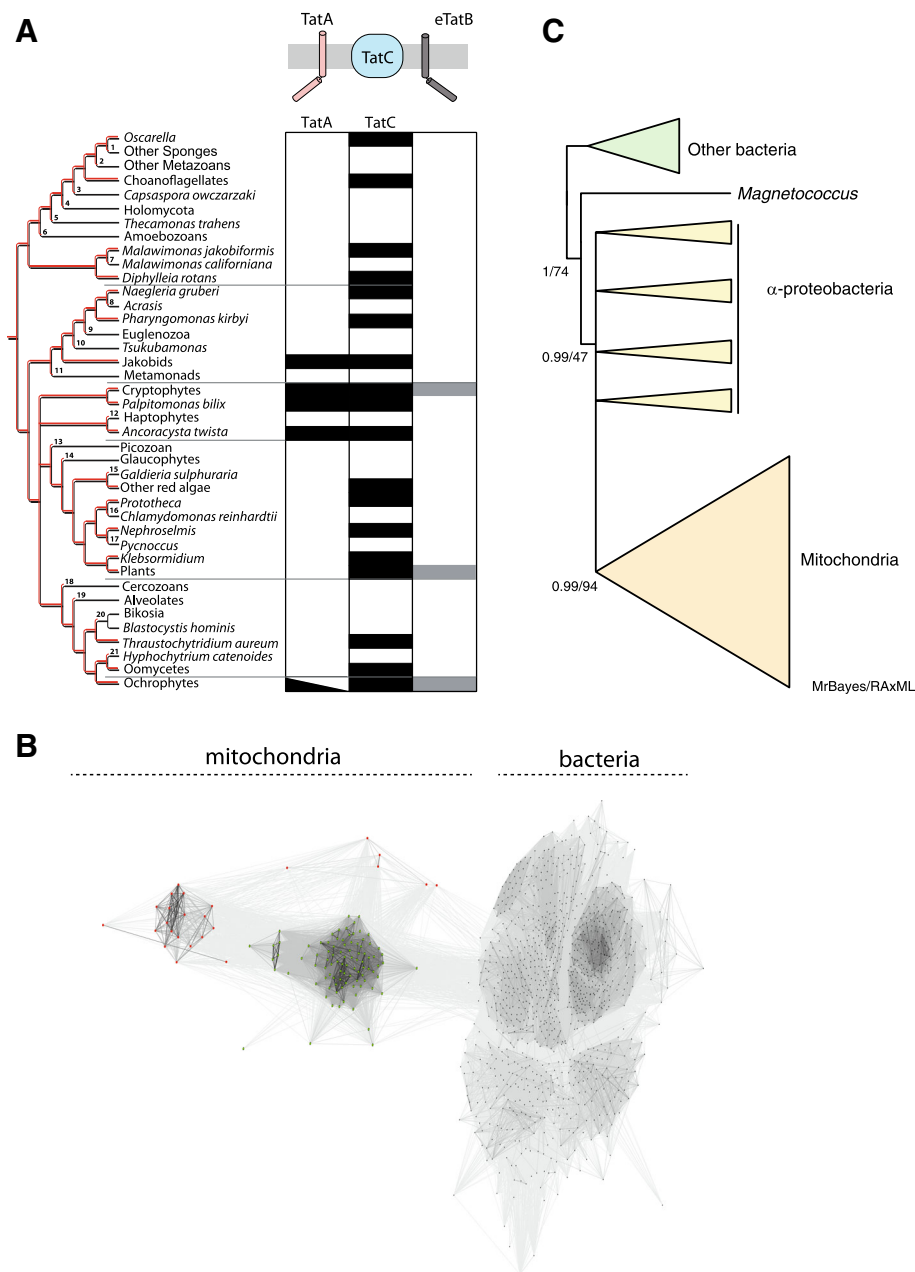 A
TatA
eTatB
TatC
TatA
TatC
Oscarella
1
Other Sponges
2
Other Metazoans
Choanoflagellates
3
Capsaspora owczarzaki
4
Holomycota
5
Thecamonas trahens
6
Amoebozoans
Malawimonas jakobiformis
7
Malawimonas californiana
Diphylleia rotans
Naegleria gruberi
8
Acrasis
Pharyngomonas kirbyi
9
Euglenozoa
10
Tsukubamonas
Jakobids
11
Metamonads
Cryptophytes
Palpitomonas bilix
12
Haptophytes
Ancoracysta twista
13
Picozoan
14
Glaucophytes
15
Galdieria sulphuraria
Other red algae
Prototheca
16
Chlamydomonas reinhardtii
Nephroselmis
17
Pycnoccus
Klebsormidium
Plants
18
Cercozoans
19
Alveolates
20
Bikosia
Blastocystis hominis
Thraustochytridium aureum
21
Hyphochytrium catenoides
Oomycetes
Ochrophytes
C
Other bacteria
Magnetococcus
1/74
α-proteobacteria
0.99/47
Mitochondria
0.99/94
MrBayes/RAxML
B
mitochondria
bacteria